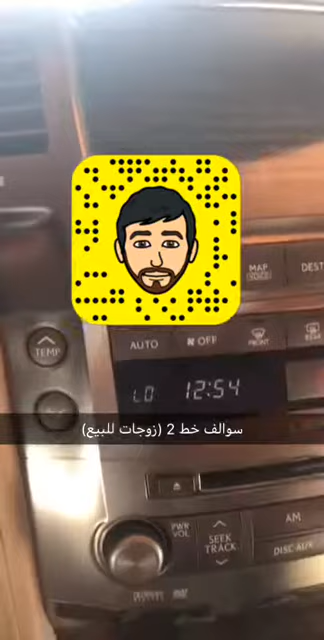 MAP
VOICE
DEST
TEMP
AUTO
OFF
FRONT
REAR
LO 12:54
سوالف خط 2 (زوجات للبيع)
PWR
VOL
SEEK
TRACK
AM
DISC·AUX